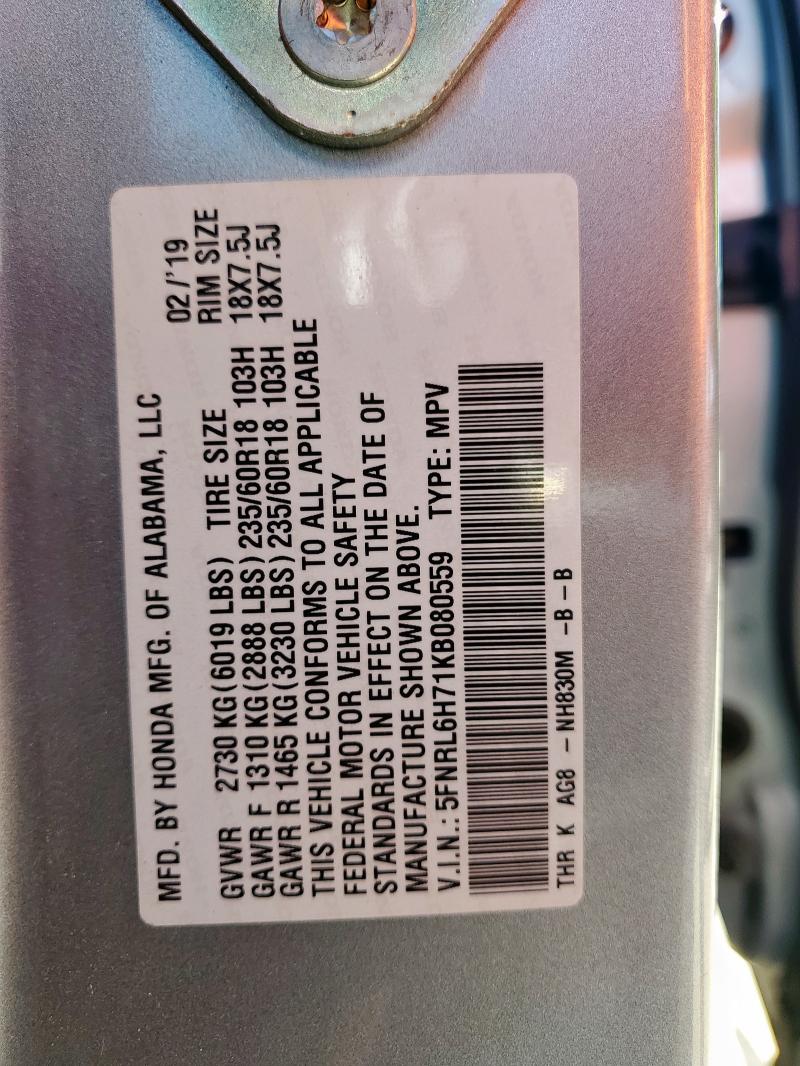 MFD. BY HONDA MFG. OF ALABAMA, LLC 02/'19
GVWR 2730 KG(6019 LBS) TIRE SIZE RIM SIZE
GAWR F 1310 KG(2888 LBS) 235/60R18 103H 18X7.5J
GAWR R 1465 KG(3230 LBS) 235/60R18 103H 18X7.5J
THIS VEHICLE CONFORMS TO ALL APPLICABLE
FEDERAL MOTOR VEHICLE SAFETY
STANDARDS IN EFFECT ON THE DATE OF
MANUFACTURE SHOWN ABOVE.
V.I.N.: 5FNRL6H71KB080559 TYPE: MPV
THR K AG8 – NH830M –B –B